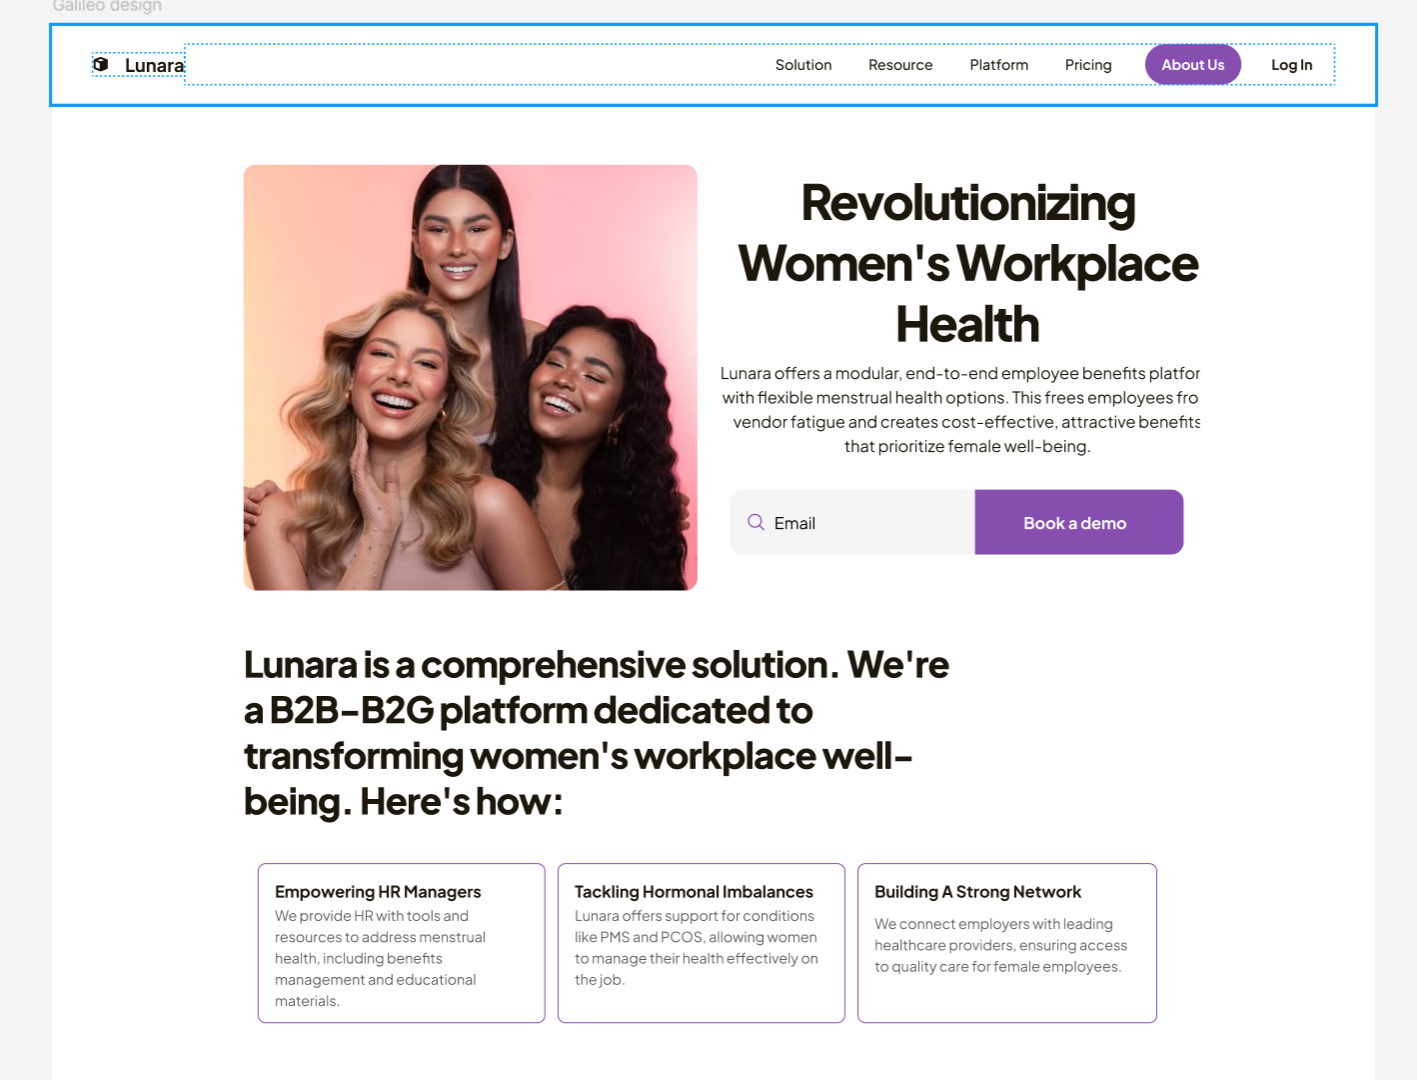 Galileo design
Lunara
Solution
Resource
Platform
Pricing
About Us
Log In
Revolutionizing
Women's Workplace
Health
Lunara offers a modular, end-to-end employee benefits platfor
with flexible menstrual health options. This frees employees fro
vendor fatigue and creates cost-effective, attractive benefits
that prioritize female well-being.
Email
Book a demo
Lunara is a comprehensive solution. We're
a B2B-B2G platform dedicated to
transforming women's workplace well-
being. Here's how:
Empowering HR Managers
We provide HR with tools and
resources to address menstrual
health, including benefits
management and educational
materials.
Tackling Hormonal Imbalances
Lunara offers support for conditions
like PMS and PCOS, allowing women
to manage their health effectively on
the job.
Building A Strong Network
We connect employers with leading
healthcare providers, ensuring access
to quality care for female employees.